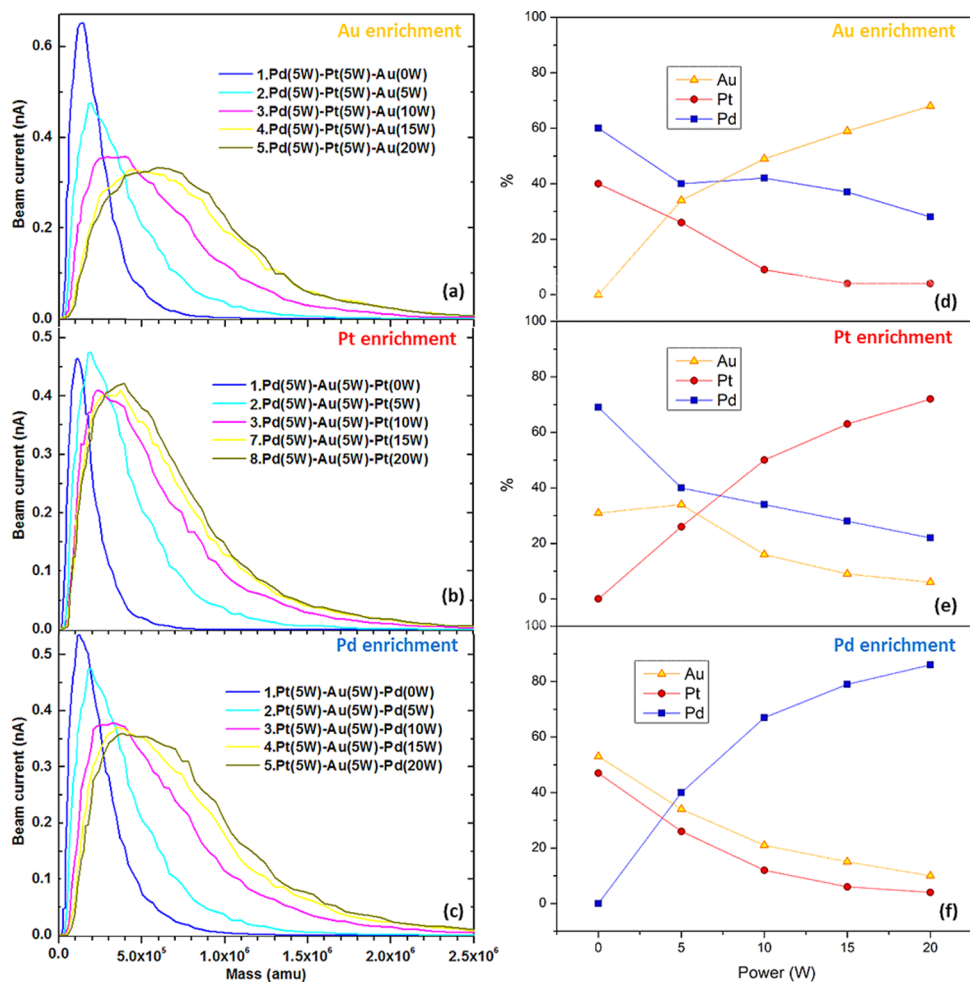 Au enrichment
0.6
0.4
0.2
0.0
Beam current (nA)
1.Pd(5W)-Pt(5W)-Au(0W)
2.Pd(5W)-Pt(5W)-Au(5W)
3.Pd(5W)-Pt(5W)-Au(10W)
4.Pd(5W)-Pt(5W)-Au(15W)
5.Pd(5W)-Pt(5W)-Au(20W)
(a)
Pt enrichment
0.5
0.4
0.3
0.2
0.1
0.0
Beam current (nA)
1.Pd(5W)-Au(5W)-Pt(0W)
2.Pd(5W)-Au(5W)-Pt(5W)
3.Pd(5W)-Au(5W)-Pt(10W)
7.Pd(5W)-Au(5W)-Pt(15W)
8.Pd(5W)-Au(5W)-Pt(20W)
(b)
Pd enrichment
0.5
0.4
0.3
0.2
0.1
0.0
Beam current (nA)
1.Pt(5W)-Au(5W)-Pd(0W)
2.Pt(5W)-Au(5W)-Pd(5W)
3.Pt(5W)-Au(5W)-Pd(10W)
4.Pt(5W)-Au(5W)-Pd(15W)
5.Pt(5W)-Au(5W)-Pd(20W)
(c)
0.0 5.0x10⁵ 1.0x10⁶ 1.5x10⁶ 2.0x10⁶ 2.5x10⁶
Mass (amu)
Au enrichment
100
80
60
40
20
0
%
Au
Pt
Pd
(d)
Pt enrichment
100
80
60
40
20
0
%
Au
Pt
Pd
(e)
Pd enrichment
100
80
60
40
20
0
Au
Pt
Pd
(f)
0 5 10 15 20
Power (W)